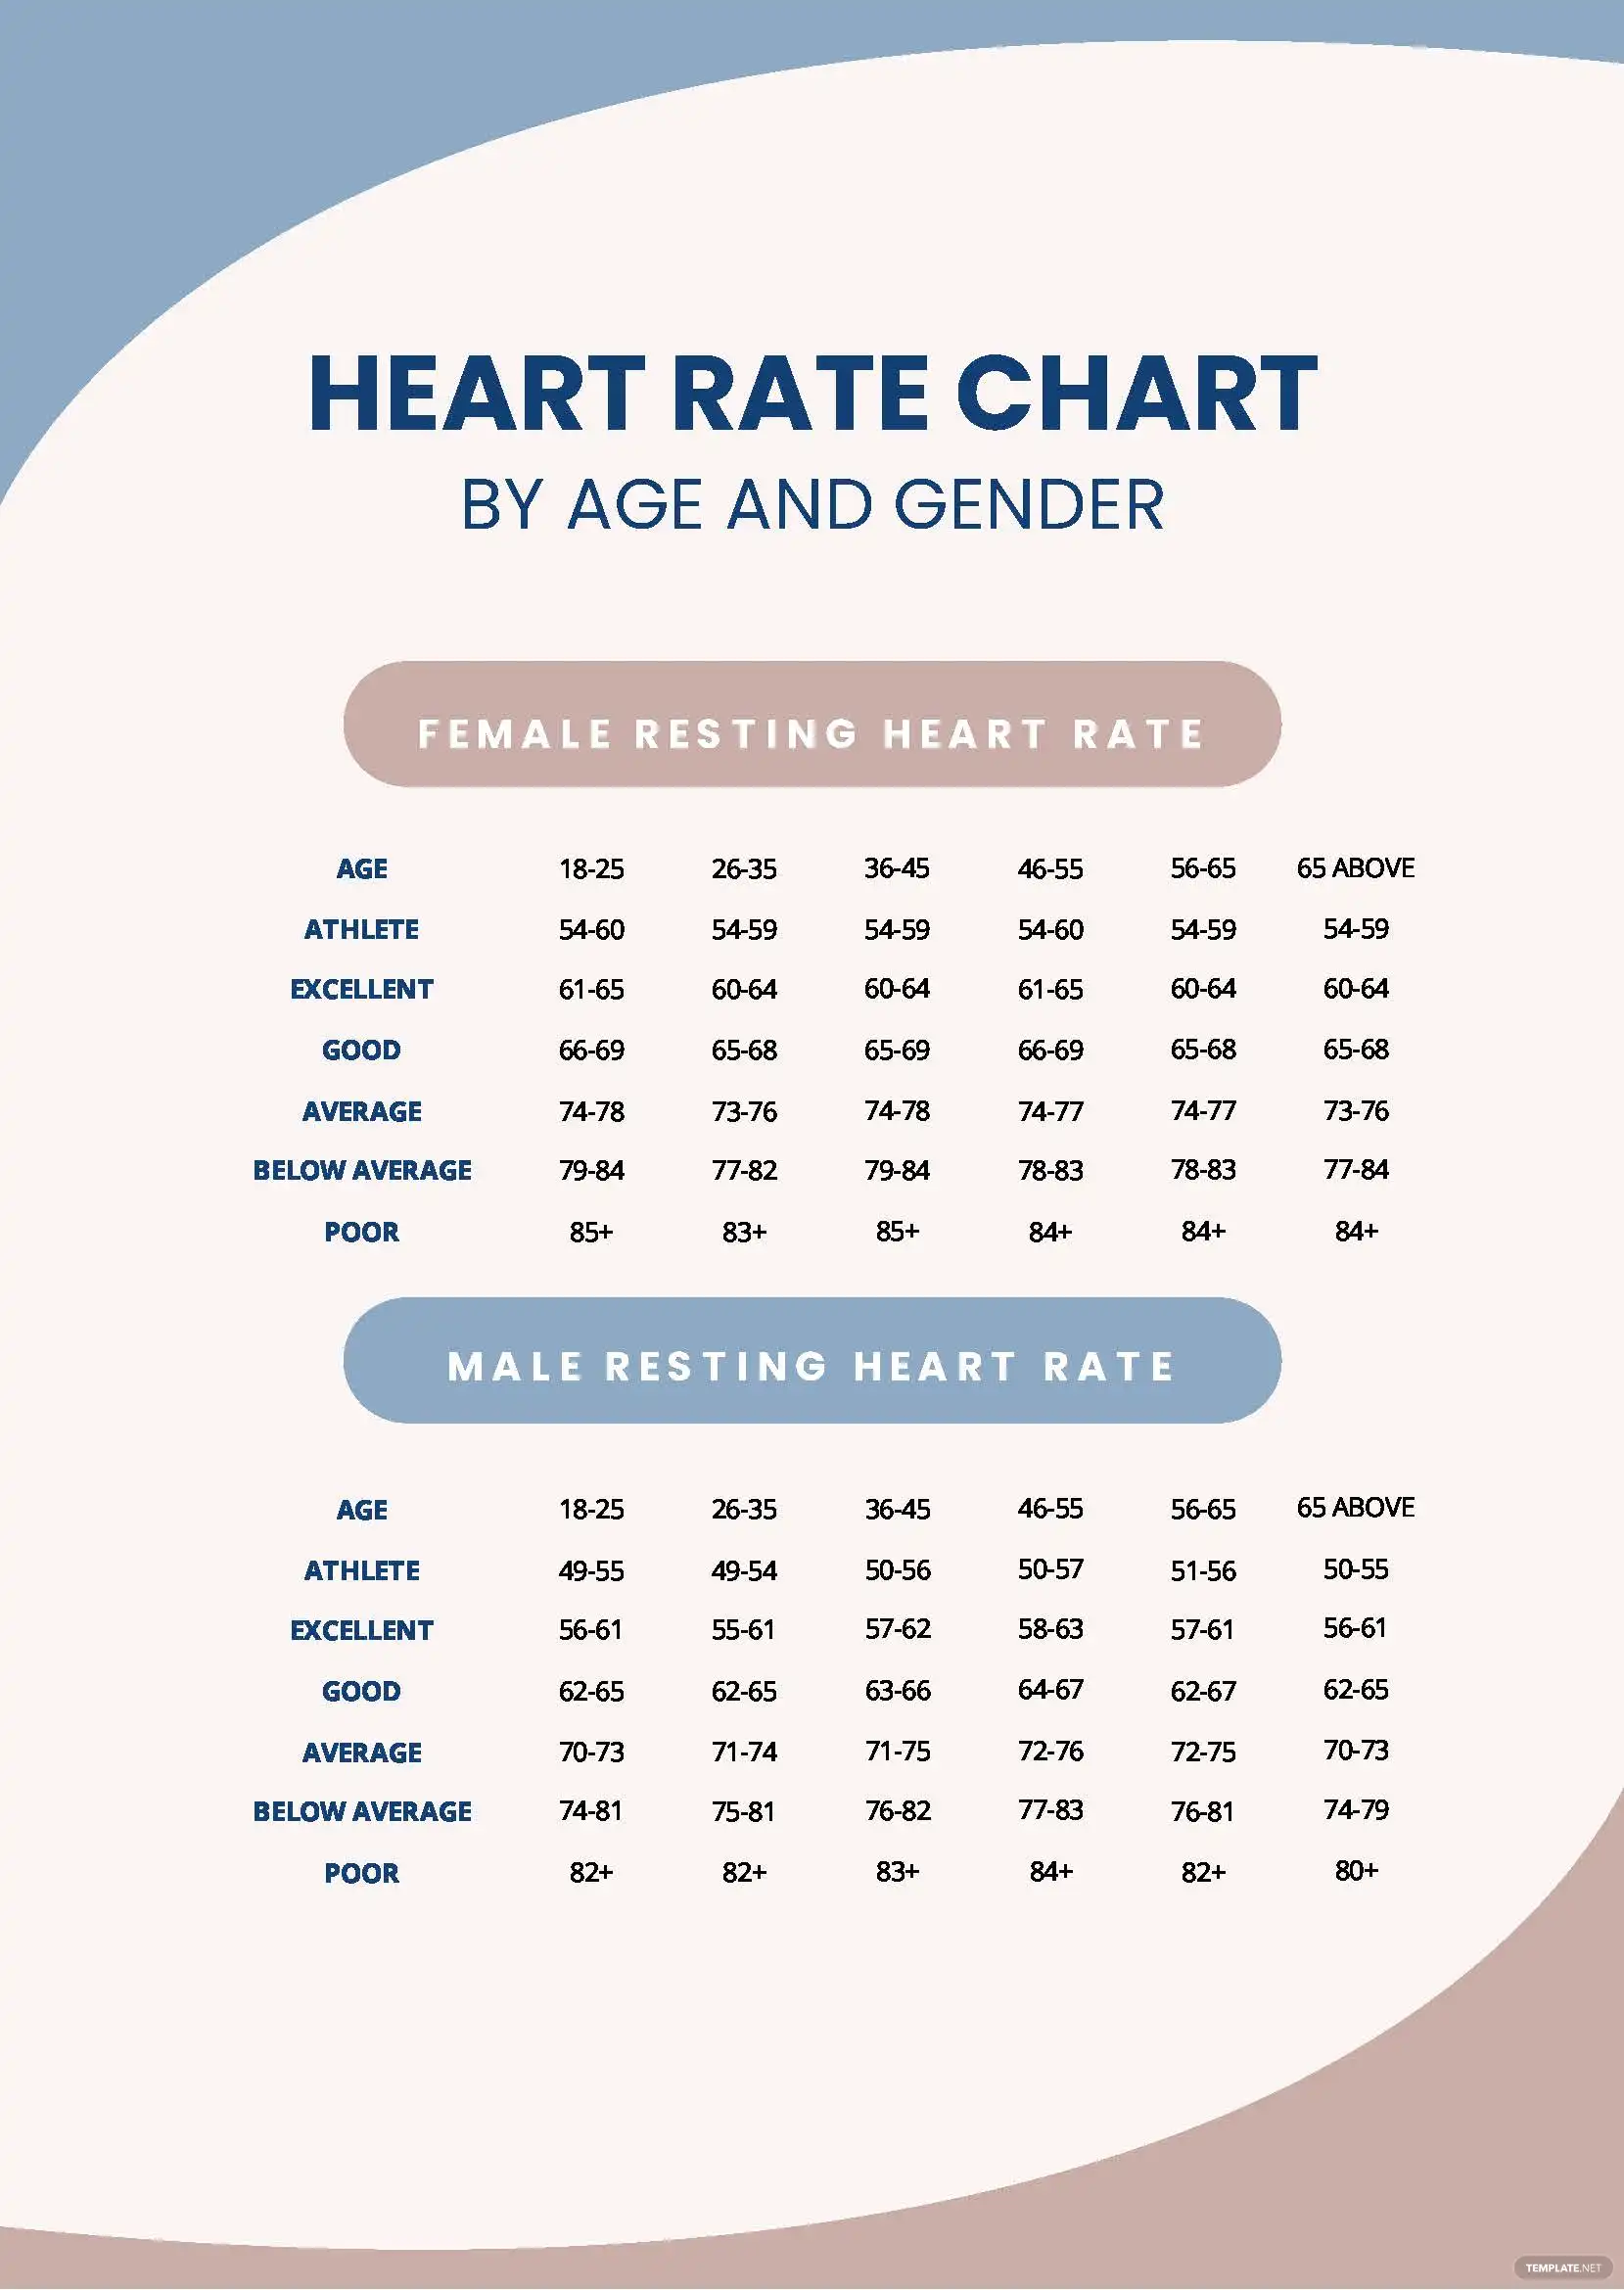 HEART RATE CHART
BY AGE AND GENDER
FEMALE RESTING HEART RATE
AGE 18-25 26-35 36-45 46-55 56-65 65 ABOVE
ATHLETE 54-60 54-59 54-59 54-60 54-59 54-59
EXCELLENT 61-65 60-64 60-64 61-65 60-64 60-64
GOOD 66-69 65-68 65-69 66-69 65-68 65-68
AVERAGE 74-78 73-76 74-78 74-77 74-77 73-76
BELOW AVERAGE 79-84 77-82 79-84 78-83 78-83 77-84
POOR 85+ 83+ 85+ 84+ 84+ 84+
MALE RESTING HEART RATE
AGE 18-25 26-35 36-45 46-55 56-65 65 ABOVE
ATHLETE 49-55 49-54 50-56 50-57 51-56 50-55
EXCELLENT 56-61 55-61 57-62 58-63 57-61 56-61
GOOD 62-65 62-65 63-66 64-67 62-67 62-65
AVERAGE 70-73 71-74 71-75 72-76 72-75 70-73
BELOW AVERAGE 74-81 75-81 76-82 77-83 76-81 74-79
POOR 82+ 82+ 83+ 84+ 82+ 80+
TEMPLATE.NET